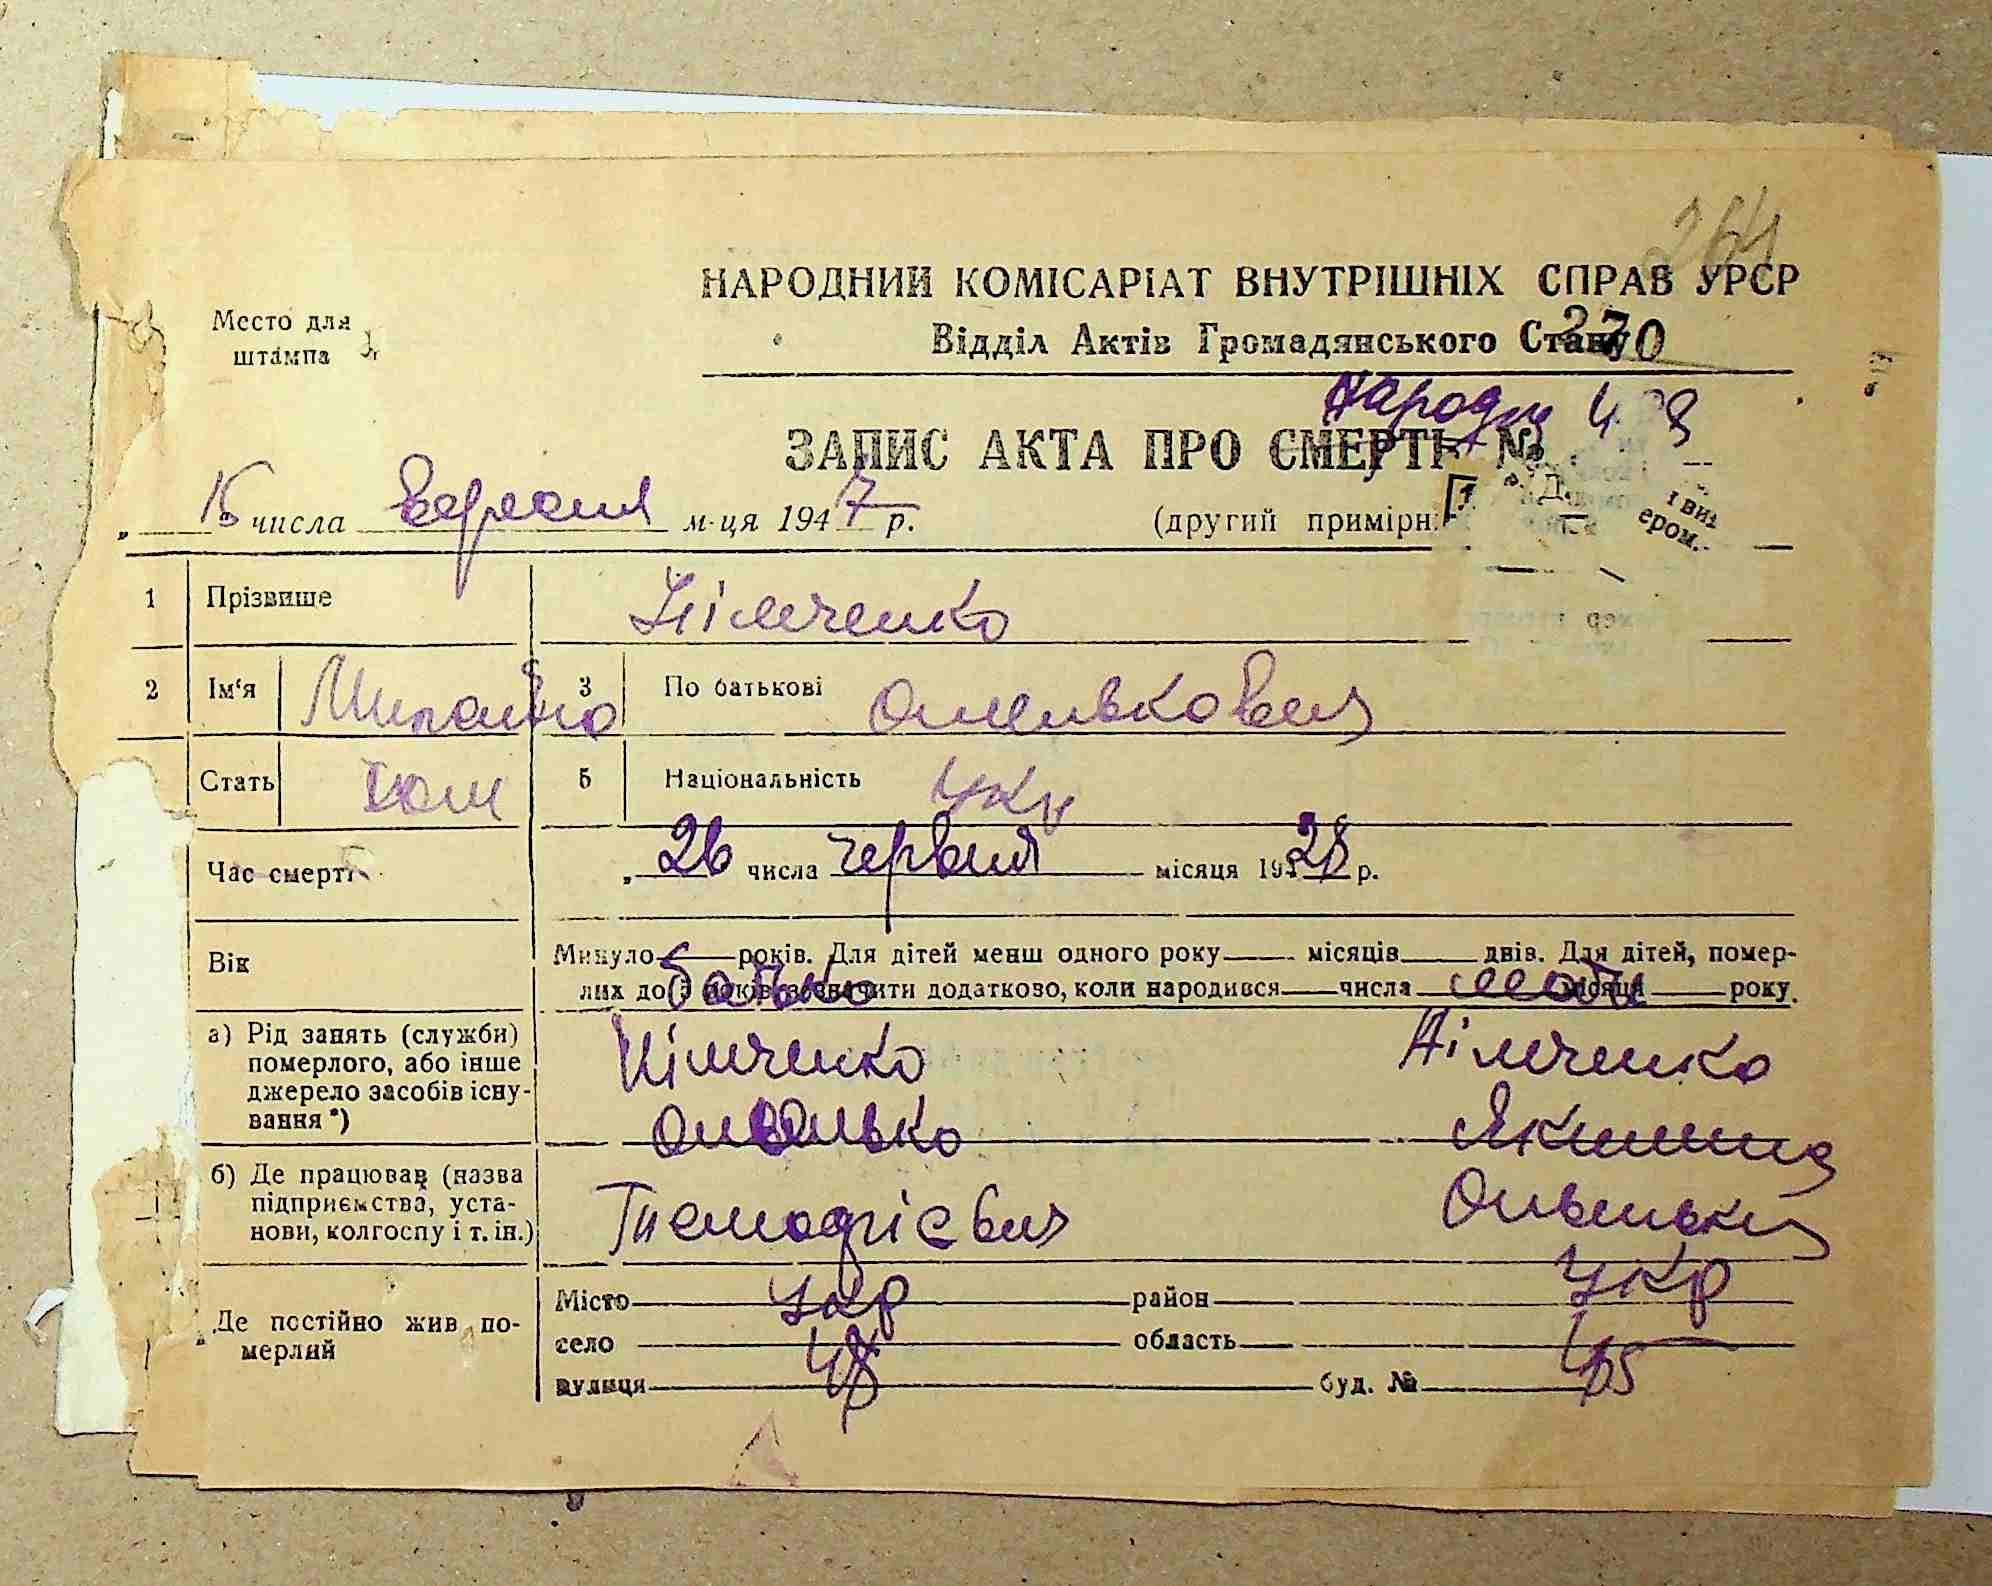 264
НАРОДНИЙ КОМІСАРІАТ ВНУТРІШНІХ СПРАВ УРСР
Место для штампа
Відділ Актів Громадянського Стану
270
Народж
ЗАПИС АКТА ПРО СМЕРТЬ №
„ 15 числа вересня м-ця 1947 р. (другий примірн
1 Прізвище Німченко
2 Ім'я Михайло 3 По батькові Омелькович
Стать чол 5 Національність Укр
Час смерті „ 26 числа червня місяця 1928 р.
Вік Минуло років. Для дітей менш одного року місяців днів. Для дітей, помер-
лих до 5 років зазначити додатково, коли народився числа місяця року.
батько мати
а) Рід занять (служби) померлого, або інше джерело засобів існу-вання *)
Німченко Німченко
Омелько
б) Де працював (назва підприємства, уста-нови, колгоспу і т. ін.)
Де постійно жив по-мерлий
Місто район
Укр Укр
село область
48 45
вулиця буд. №